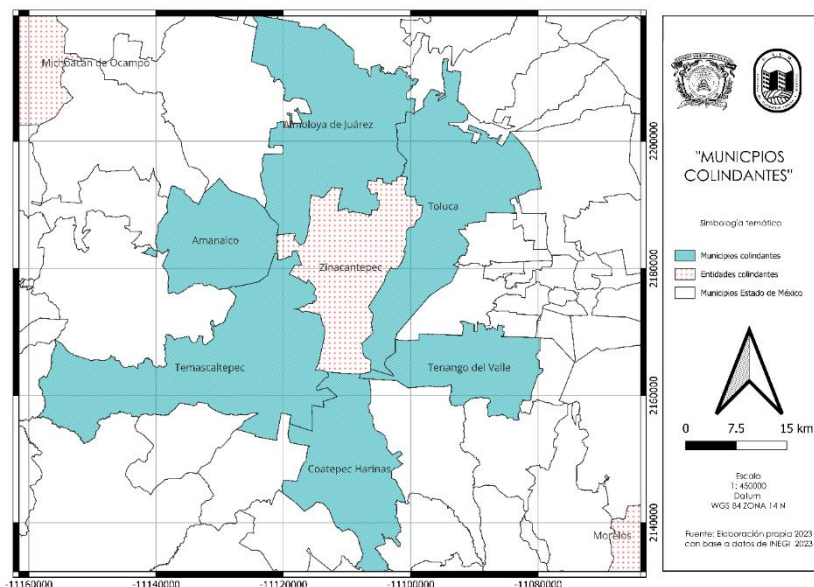 Michoacán de Ocampo
Almoloya de Juárez
Toluca
Amanalco
Zinacantepec
Temascaltepec
Tenango del Valle
Coatepec Harinas
Morelos
2200000
2180000
2160000
2140000
-11160000
-11140000
-11120000
-11100000
-11080000
"MUNICPIOS
COLINDANTES"
Simbología temática
Municipios colindantes
Entidades colindantes
Municipios Estado de México
0 7.5 15 km
Escala
1: 450000
Datum
WGS 84 ZONA 14 N
Fuente: Elaboración propia 2023
con base a datos de INEGI 2023